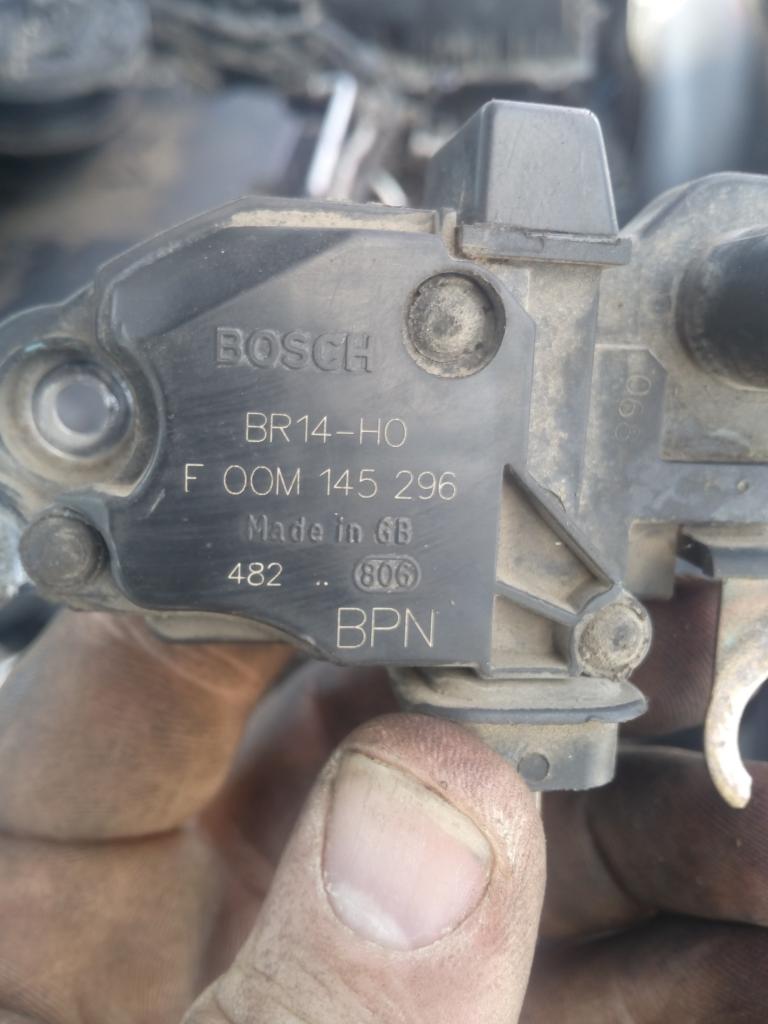 BOSCH
BR14-H0
F 00M 145 296
Made in GB
482 .. 806
BPN